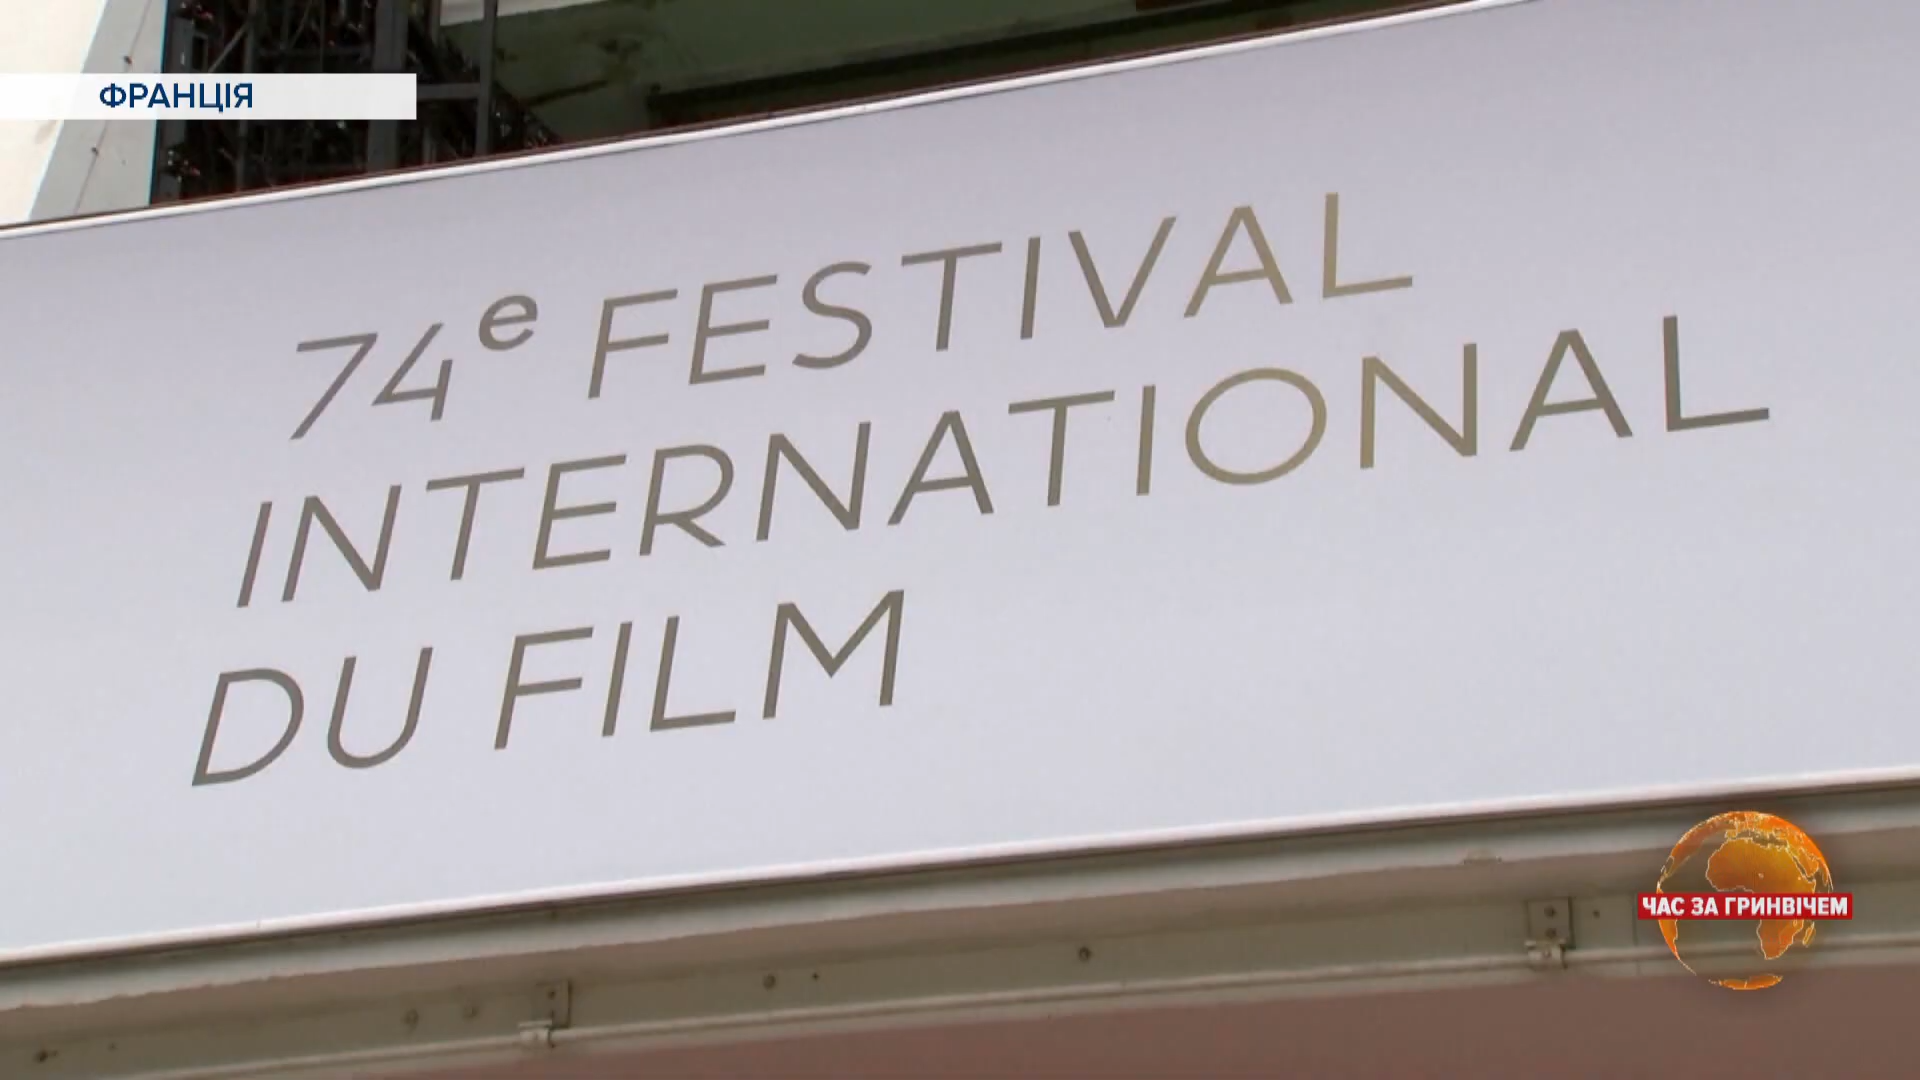 ФРАНЦІЯ
74e FESTIVAL
INTERNATIONAL
DU FILM
ЧАС ЗА ГРИНВІЧЕМ